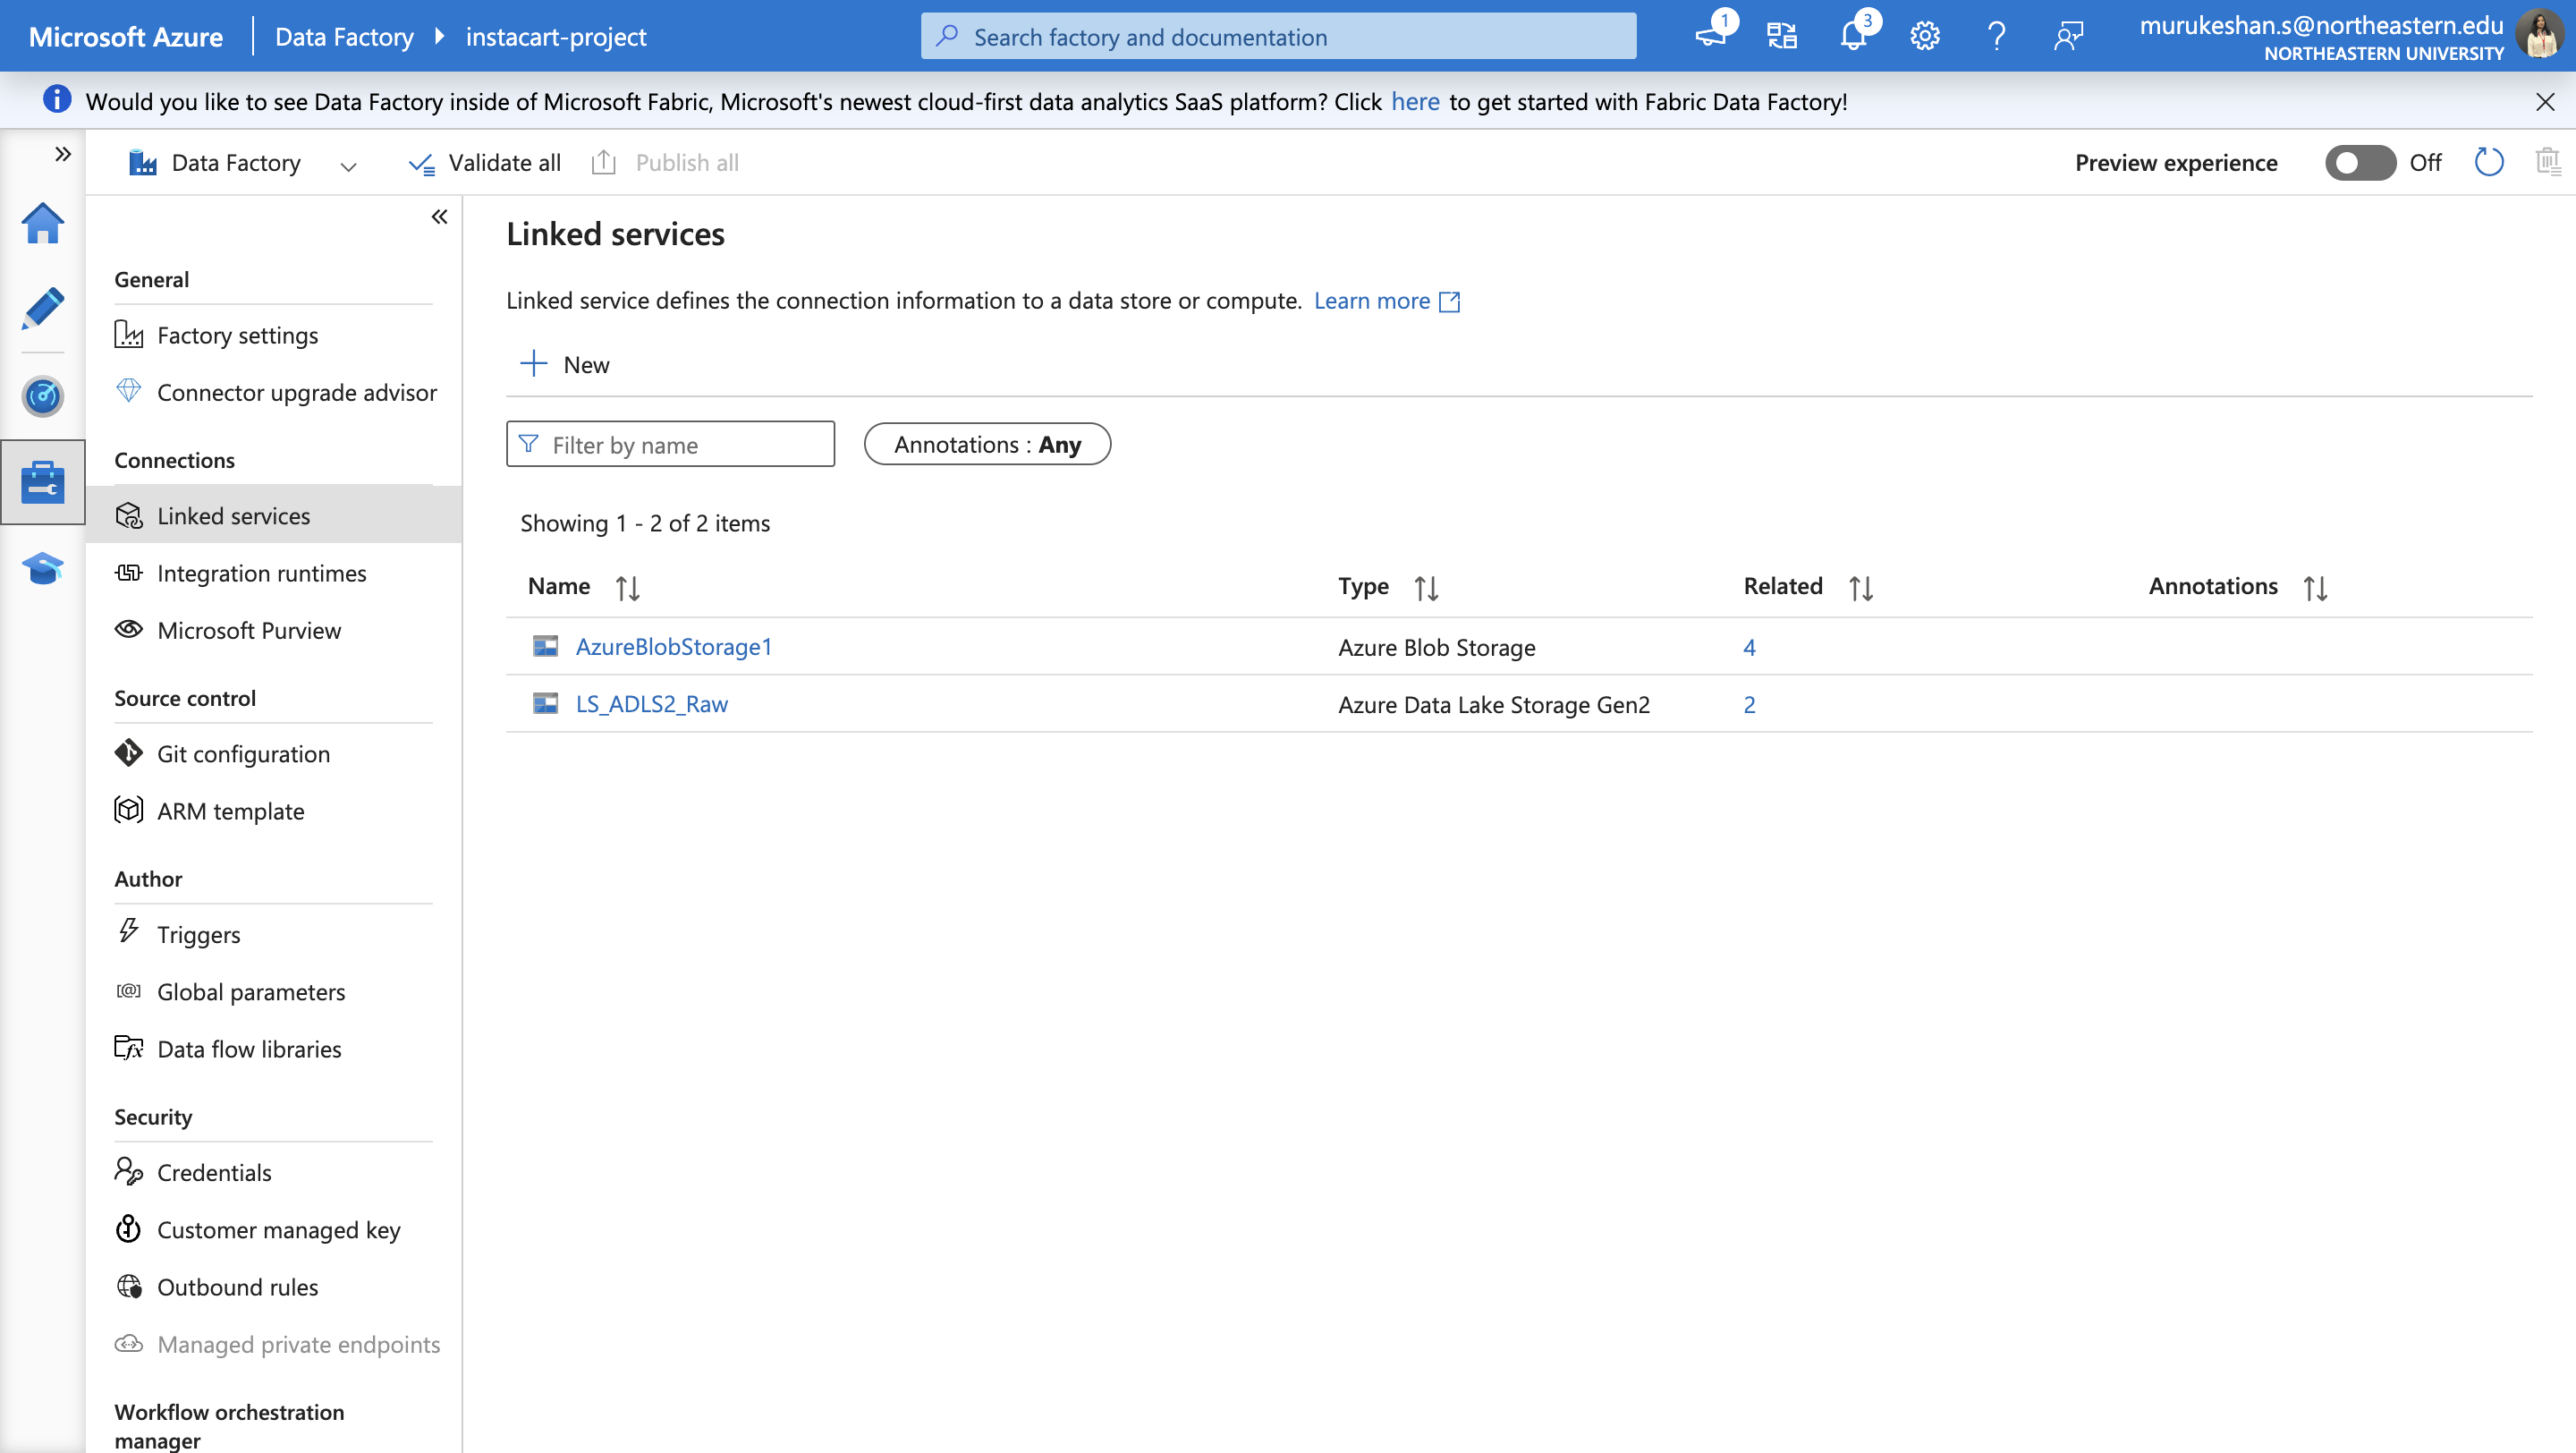 Microsoft Azure
Data Factory
instacart-project
Search factory and documentation
1
3
murukeshan.s@northeastern.edu
NORTHEASTERN UNIVERSITY
Would you like to see Data Factory inside of Microsoft Fabric, Microsoft's newest cloud-first data analytics SaaS platform? Click here to get started with Fabric Data Factory!
Data Factory
Validate all
Publish all
Preview experience
Off
General
Factory settings
Connector upgrade advisor
Connections
Linked services
Integration runtimes
Microsoft Purview
Source control
Git configuration
ARM template
Author
Triggers
Global parameters
Data flow libraries
Security
Credentials
Customer managed key
Outbound rules
Managed private endpoints
Workflow orchestration
manager
Linked services
Linked service defines the connection information to a data store or compute. Learn more
New
Filter by name
Annotations : Any
Showing 1 - 2 of 2 items
Name Type Related Annotations
AzureBlobStorage1 Azure Blob Storage 4
LS_ADLS2_Raw Azure Data Lake Storage Gen2 2